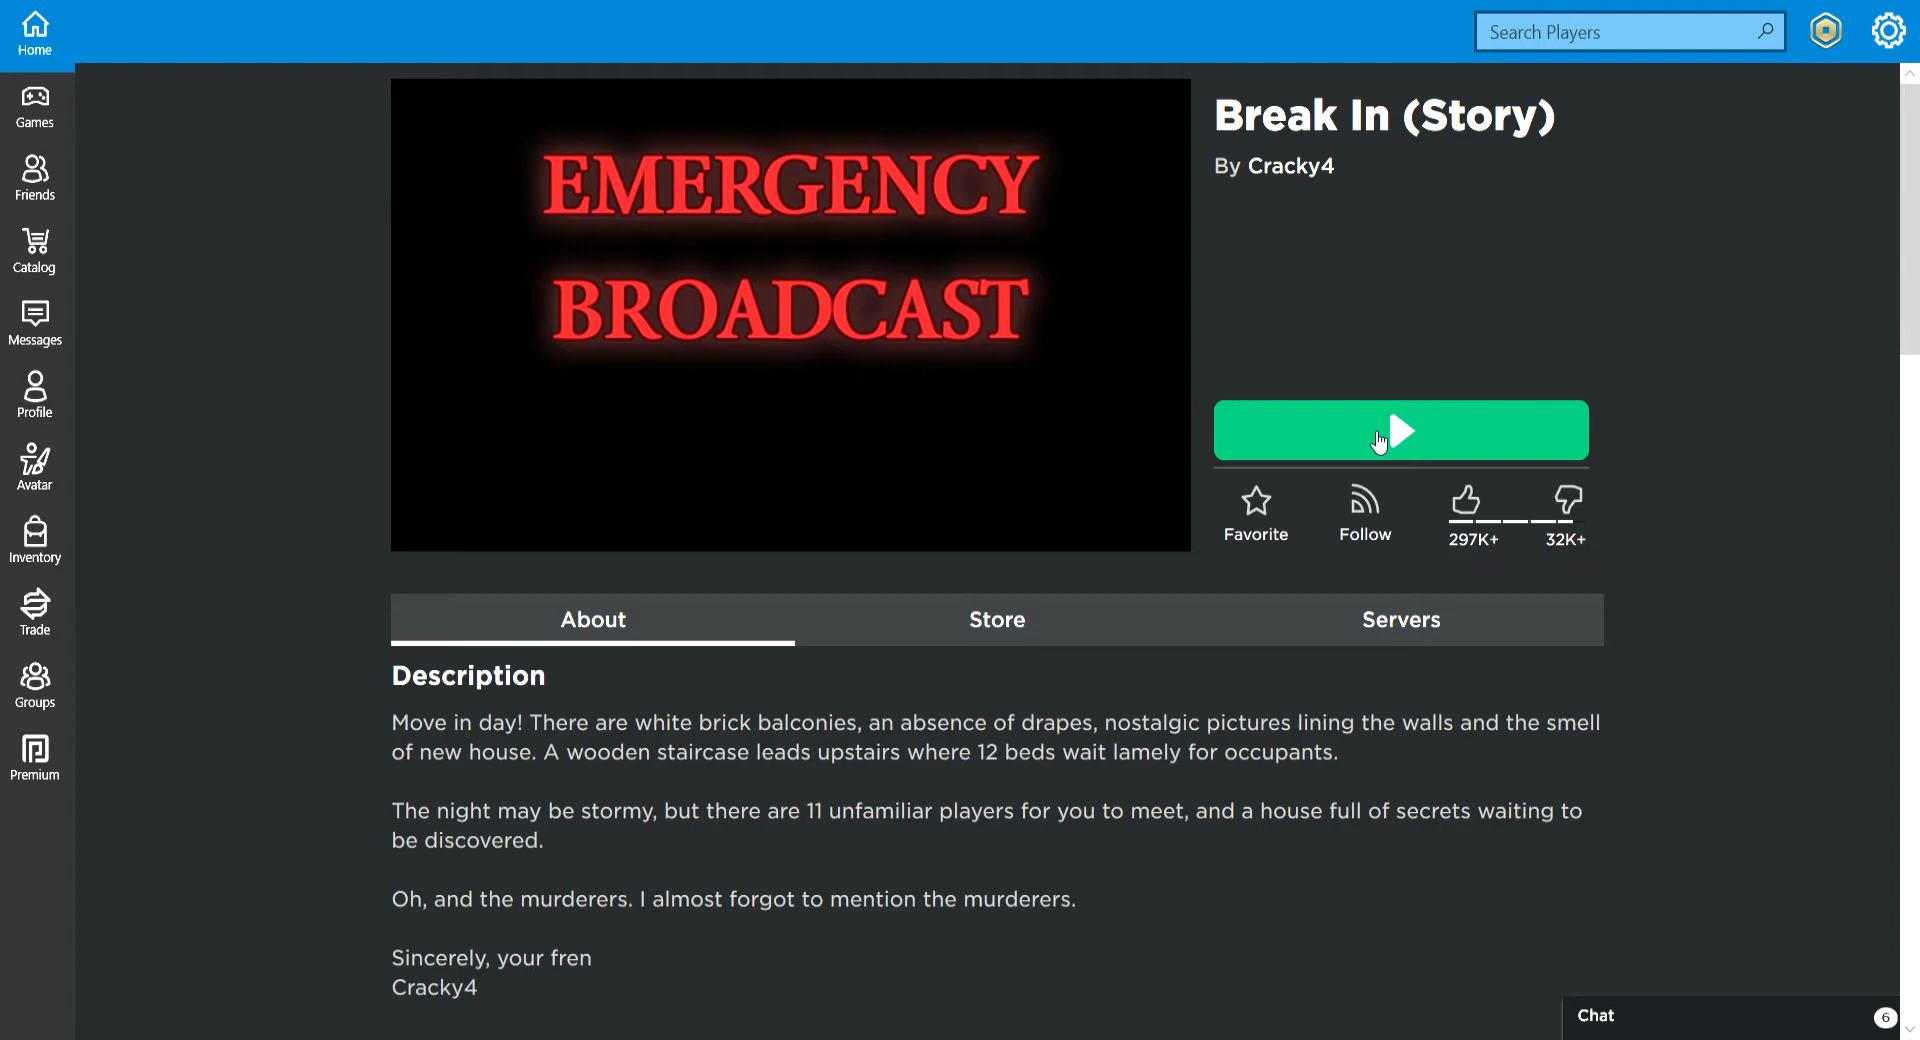 Home
Search Players
Games
Friends
Catalog
Messages
Profile
Avatar
Inventory
Trade
Groups
Premium
EMERGENCY
BROADCAST
Break In (Story)
By Cracky4
Favorite
Follow
297K+
32K+
About
Store
Servers
Description
Move in day! There are white brick balconies, an absence of drapes, nostalgic pictures lining the walls and the smell
of new house. A wooden staircase leads upstairs where 12 beds wait lamely for occupants.
The night may be stormy, but there are 11 unfamiliar players for you to meet, and a house full of secrets waiting to
be discovered.
Oh, and the murderers. I almost forgot to mention the murderers.
Sincerely, your fren
Cracky4
Chat
6